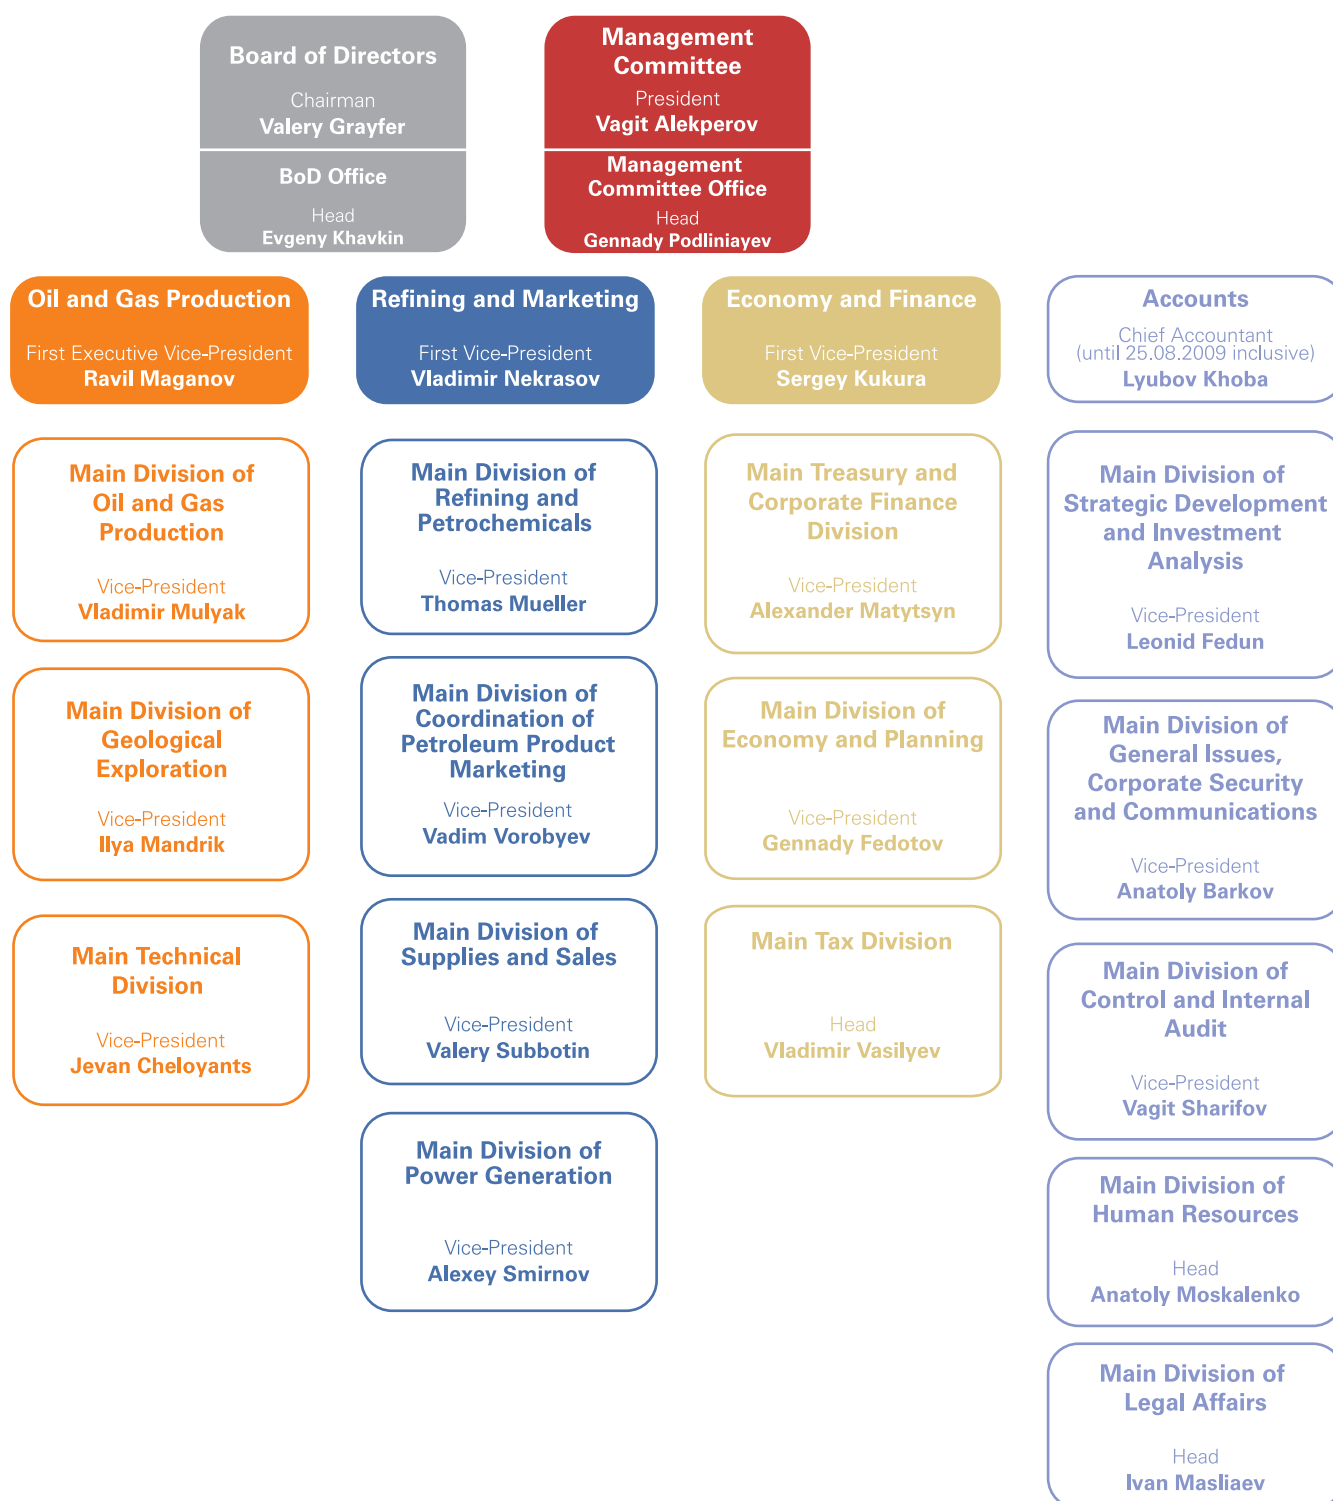 Board of Directors
Chairman
Valery Grayfer
BoD Office
Head
Evgeny Khavkin
Management
Committee
President
Vagit Alekperov
Management
Committee Office
Head
Gennady Podliniayev
Oil and Gas Production
First Executive Vice-President
Ravil Maganov
Main Division of
Oil and Gas
Production
Vice-President
Vladimir Mulyak
Main Division of
Geological
Exploration
Vice-President
Ilya Mandrik
Main Technical
Division
Vice-President
Jevan Cheloyants
Refining and Marketing
First Vice-President
Vladimir Nekrasov
Main Division of
Refining and
Petrochemicals
Vice-President
Thomas Mueller
Main Division of
Coordination of
Petroleum Product
Marketing
Vice-President
Vadim Vorobyev
Main Division of
Supplies and Sales
Vice-President
Valery Subbotin
Main Division of
Power Generation
Vice-President
Alexey Smirnov
Economy and Finance
First Vice-President
Sergey Kukura
Main Treasury and
Corporate Finance
Division
Vice-President
Alexander Matytsyn
Main Division of
Economy and Planning
Vice-President
Gennady Fedotov
Main Tax Division
Head
Vladimir Vasilyev
Accounts
Chief Accountant
(until 25.08.2009 inclusive)
Lyubov Khoba
Main Division of
Strategic Development
and Investment
Analysis
Vice-President
Leonid Fedun
Main Division of
General Issues,
Corporate Security
and Communications
Vice-President
Anatoly Barkov
Main Division of
Control and Internal
Audit
Vice-President
Vagit Sharifov
Main Division of
Human Resources
Head
Anatoly Moskalenko
Main Division of
Legal Affairs
Head
Ivan Masliaev